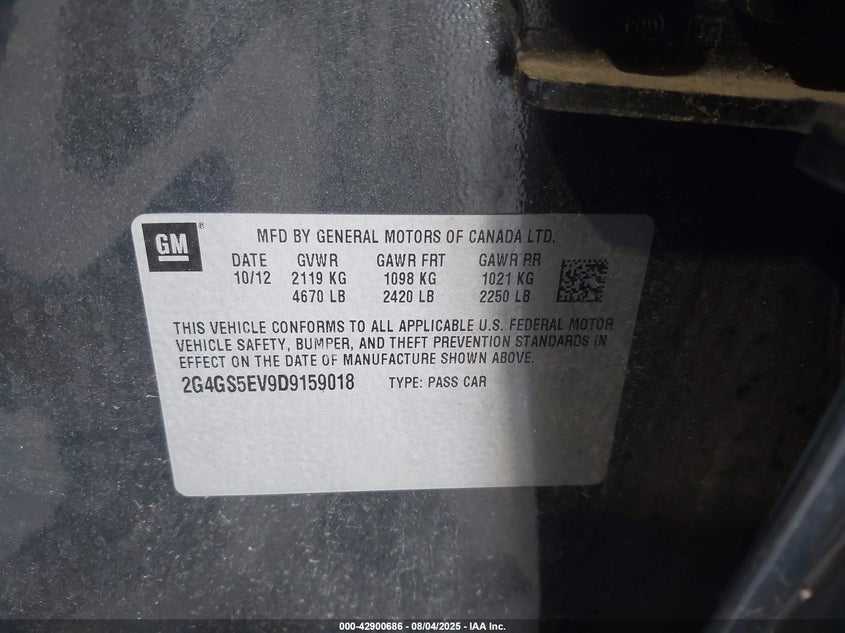 GM®
MFD BY GENERAL MOTORS OF CANADA LTD.
DATE GVWR GAWR FRT GAWR RR
10/12 2119 KG 1098 KG 1021 KG
4670 LB 2420 LB 2250 LB
THIS VEHICLE CONFORMS TO ALL APPLICABLE U.S. FEDERAL MOTOR
VEHICLE SAFETY, BUMPER, AND THEFT PREVENTION STANDARDS IN
EFFECT ON THE DATE OF MANUFACTURE SHOWN ABOVE.
2G4GS5EV9D9159018 TYPE: PASS CAR
000-42900686 - 08/04/2025 - IAA Inc.